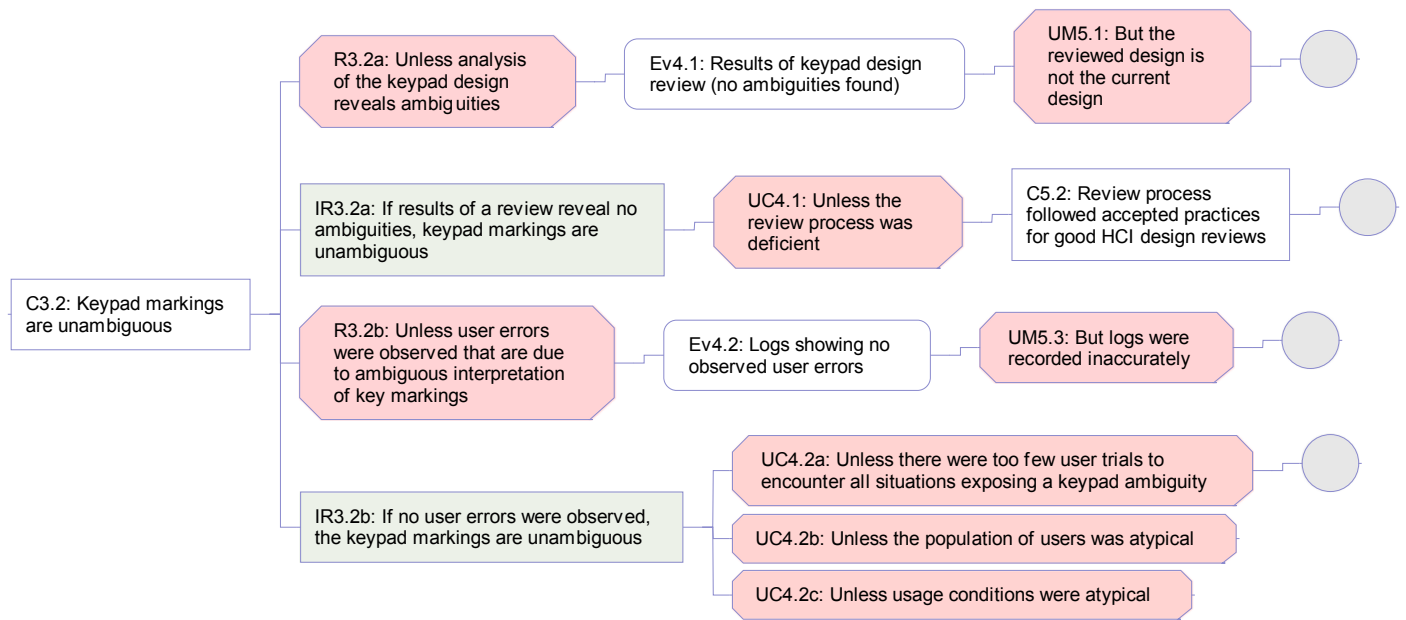 C3.2: Keypad markings
are unambiguous
R3.2a: Unless analysis
of the keypad design
reveals ambiguities
Ev4.1: Results of keypad design
review (no ambiguities found)
UM5.1: But the
reviewed design is
not the current
design
IR3.2a: If results of a review reveal no
ambiguities, keypad markings are
unambiguous
UC4.1: Unless the
review process was
deficient
C5.2: Review process
followed accepted practices
for good HCI design reviews
R3.2b: Unless user errors
were observed that are due
to ambiguous interpretation
of key markings
Ev4.2: Logs showing no
observed user errors
UM5.3: But logs were
recorded inaccurately
IR3.2b: If no user errors were observed,
the keypad markings are unambiguous
UC4.2a: Unless there were too few user trials to
encounter all situations exposing a keypad ambiguity
UC4.2b: Unless the population of users was atypical
UC4.2c: Unless usage conditions were atypical